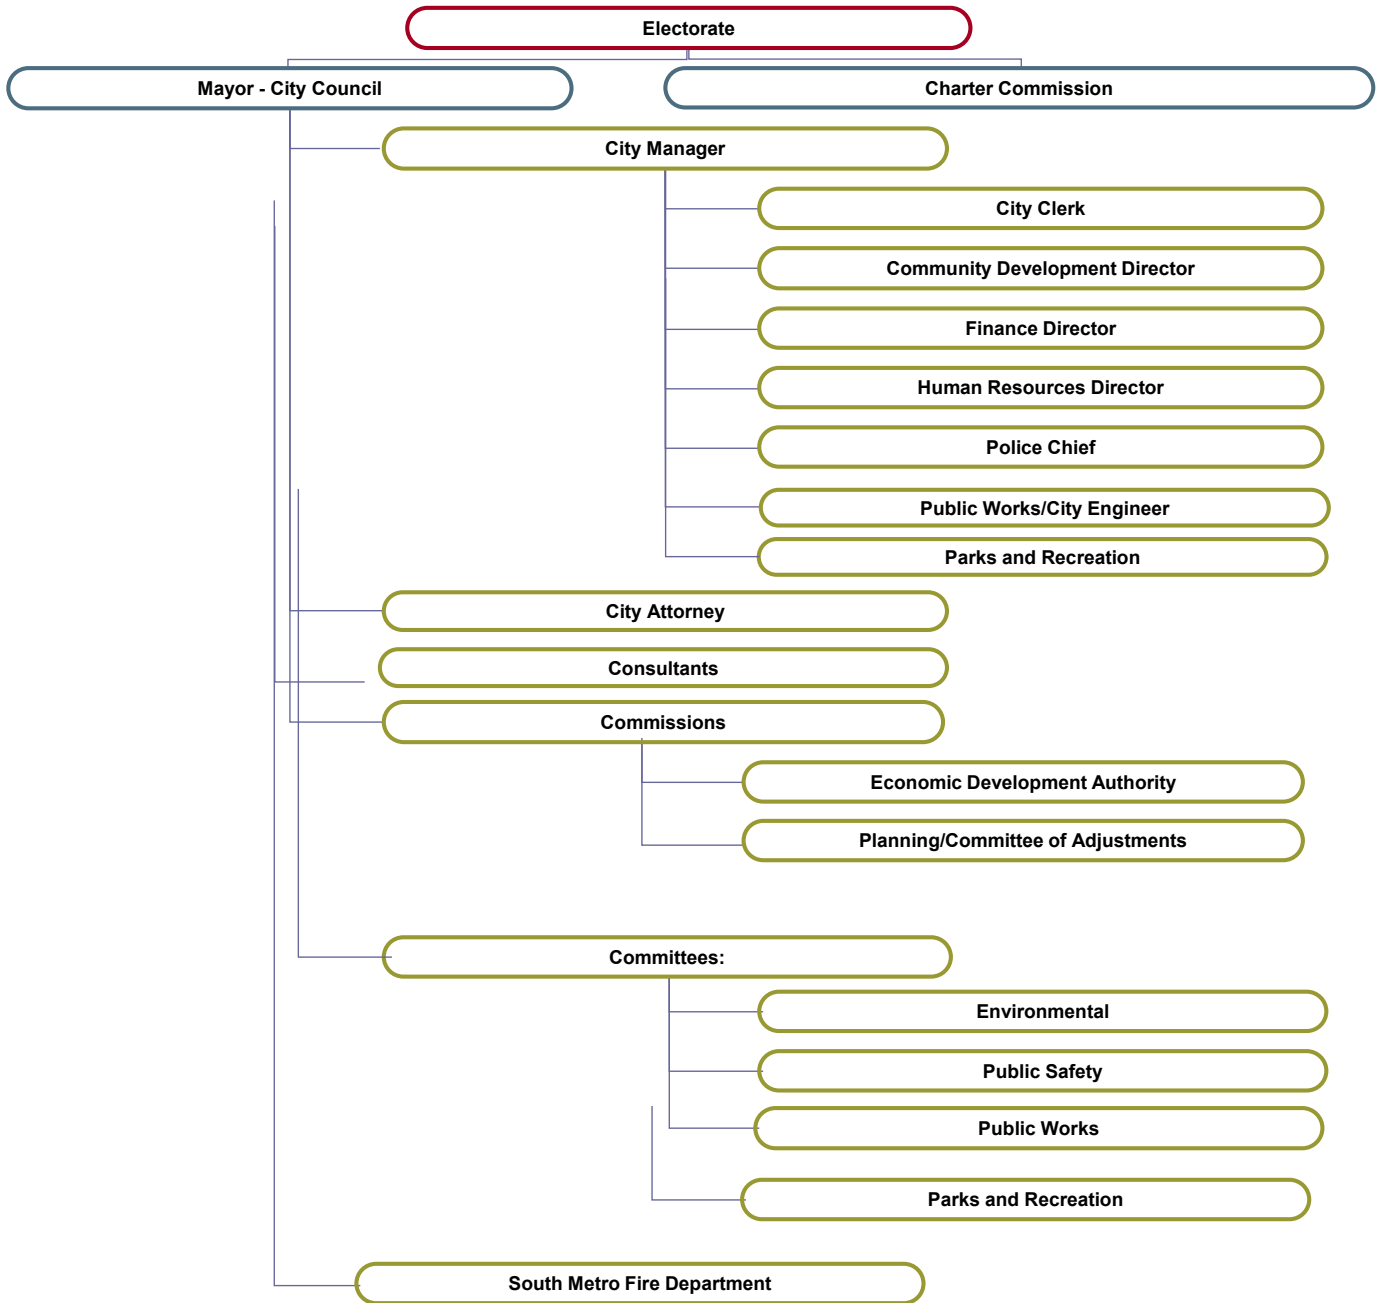 Electorate
Mayor - City Council
Charter Commission
City Manager
City Clerk
Community Development Director
Finance Director
Human Resources Director
Police Chief
Public Works/City Engineer
Parks and Recreation
City Attorney
Consultants
Commissions
Economic Development Authority
Planning/Committee of Adjustments
Committees:
Environmental
Public Safety
Public Works
Parks and Recreation
South Metro Fire Department